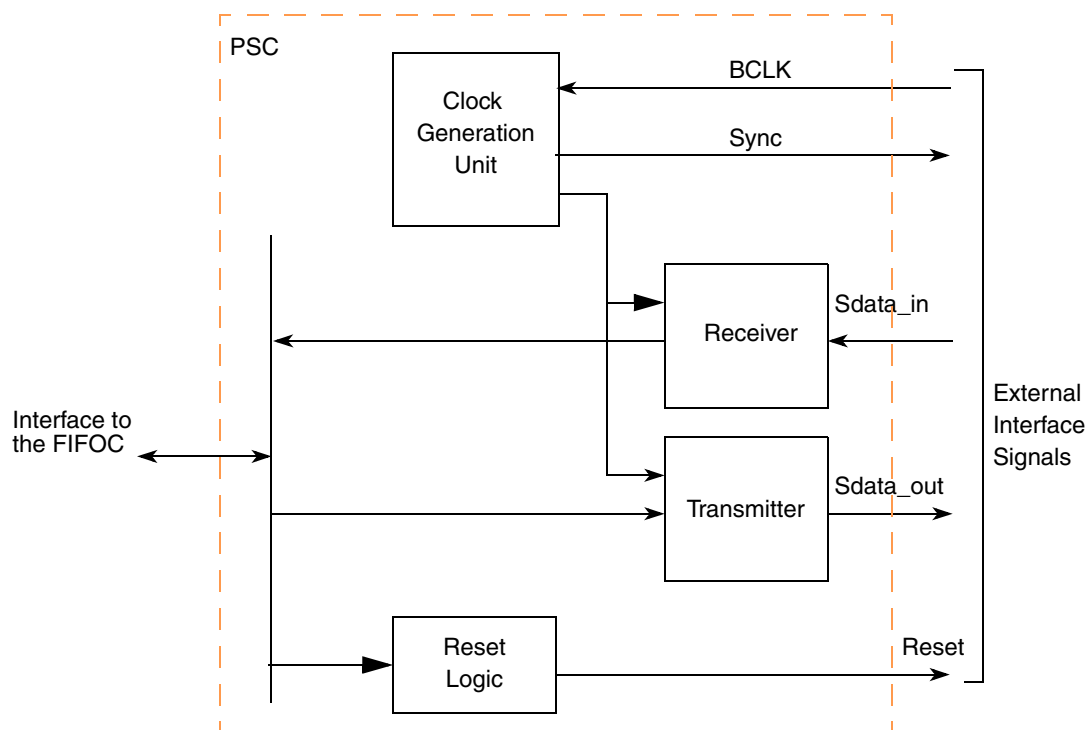 PSC
Clock
Generation
Unit
BCLK
Sync
Receiver
Sdata_in
Interface to
the FIFOC
External
Interface
Signals
Transmitter
Sdata_out
Reset
Logic
Reset